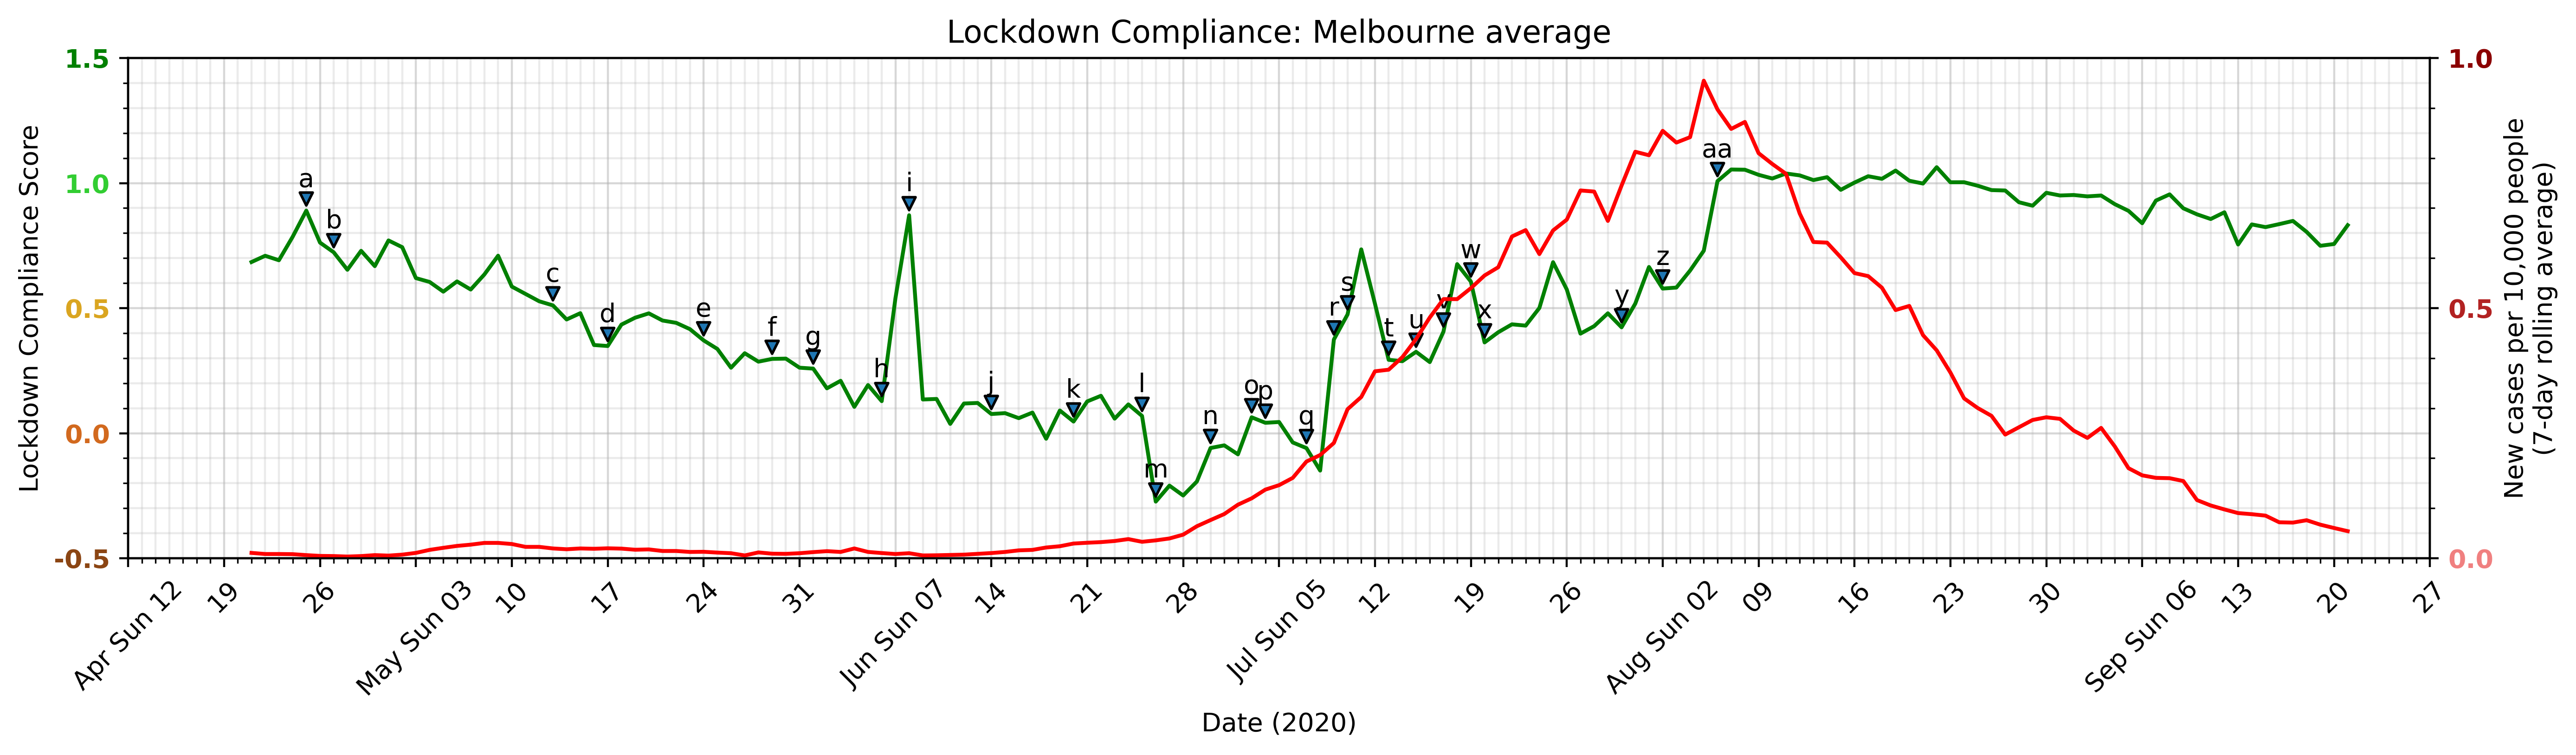 Lockdown Compliance: Melbourne average
1.5
1.0
0.5
0.0
-0.5
Lockdown Compliance Score
a
b
c
d
e
f
g
h
i
j
k
l
m
n
o
p
q
r
s
t
u
v
w
x
y
z
aa
1.0
0.5
0.0
New cases per 10,000 people
(7-day rolling average)
Apr Sun 12
19
26
May Sun 03
10
17
24
31
Jun Sun 07
14
21
28
Jul Sun 05
12
19
26
Aug Sun 02
09
16
23
30
Sep Sun 06
13
20
27
Date (2020)